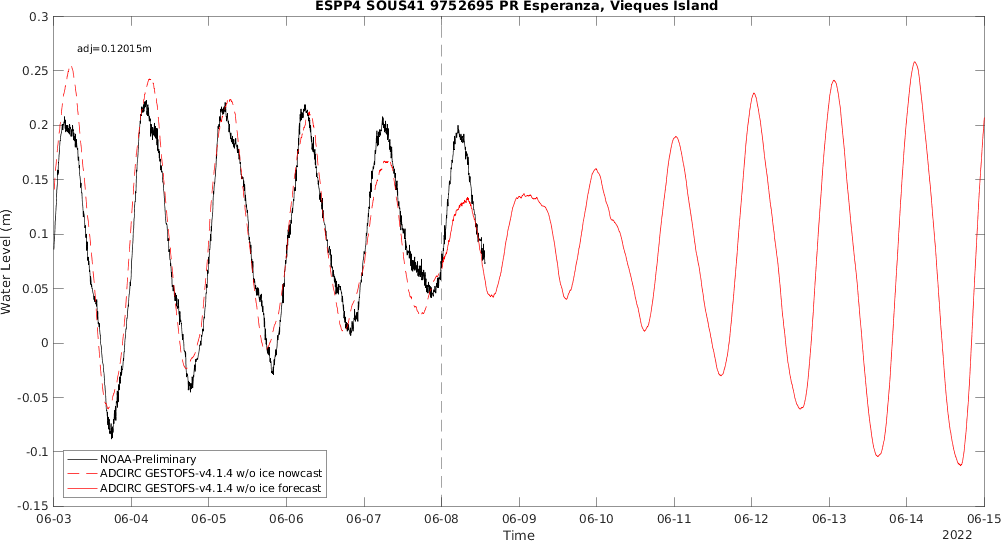 ESPP4 SOUS41 9752695 PR Esperanza, Vieques Island
adj=0.12015m
0.3
0.25
0.2
0.15
0.1
0.05
0
-0.05
-0.1
-0.15
Water Level (m)
NOAA-Preliminary
ADCIRC GESTOFS-v4.1.4 w/o ice nowcast
ADCIRC GESTOFS-v4.1.4 w/o ice forecast
06-03 06-04 06-05 06-06 06-07 06-08 06-09 06-10 06-11 06-12 06-13 06-14 06-15
Time
2022